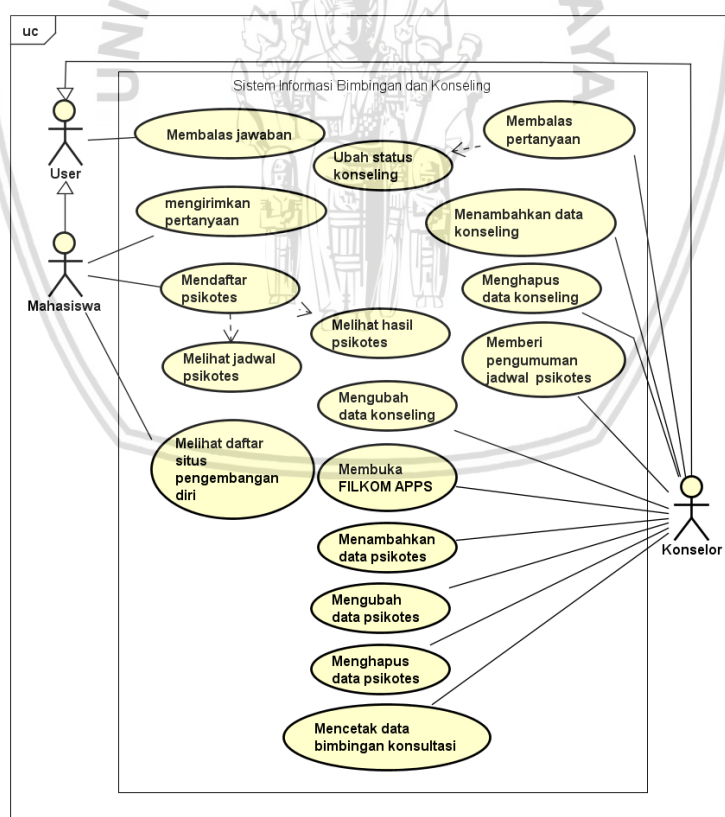 uc
UNIV
AYA
Sistem Informasi Bimbingan dan Konseling
User
Membalas jawaban
Membalas
pertanyaan
Ubah status
konseling
mengirimkan
pertanyaan
Menambahkan data
konseling
Mahasiswa
Mendaftar
psikotes
Menghapus
data konseling
Melihat hasil
psikotes
Memberi
pengumuman
jadwal psikotes
Melihat jadwal
psikotes
Mengubah
data konseling
Melihat daftar
situs
pengembangan
diri
Membuka
FILKOM APPS
Konselor
Menambahkan
data psikotes
Mengubah
data psikotes
Menghapus
data psikotes
Mencetak data
bimbingan konsultasi